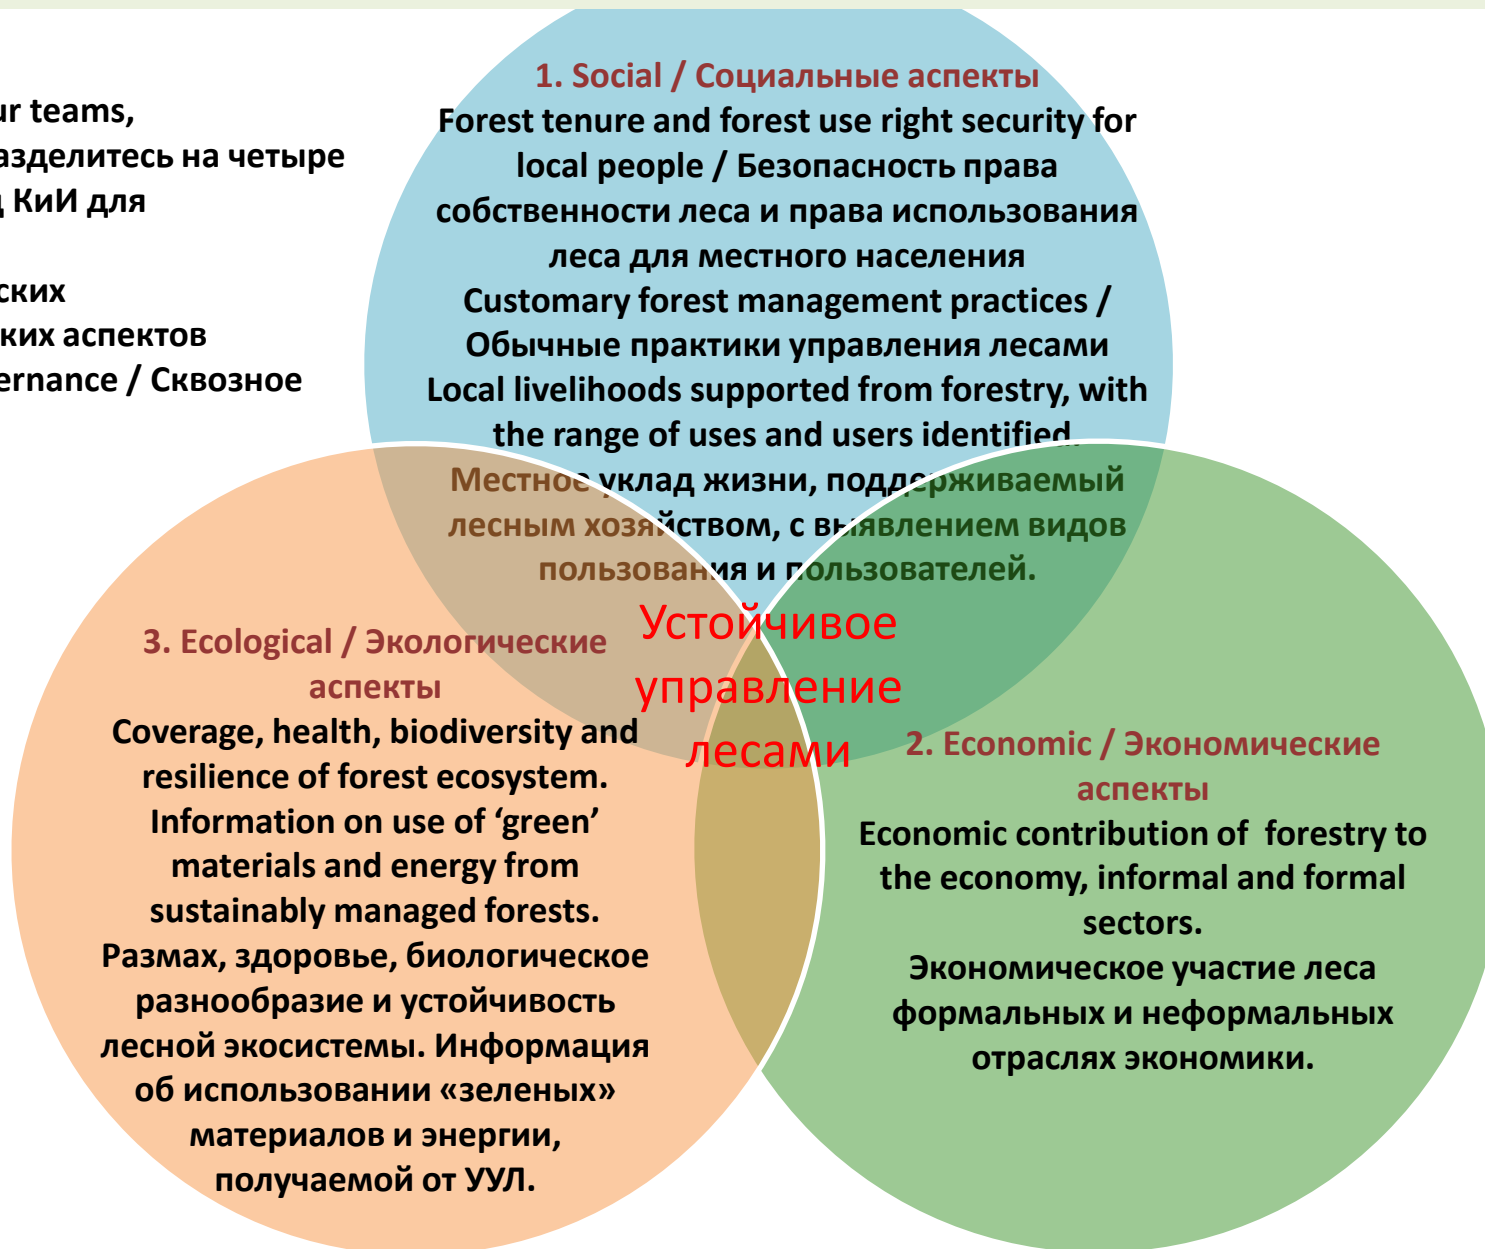 ur teams,
азделитесь на четыре
д КиИ для
ских
ких аспектов
ernance / Сквозное
1. Social / Социальные аспекты
Forest tenure and forest use right security for
local people / Безопасность права
собственности леса и права использования
леса для местного населения
Customary forest management practices /
Обычные практики управления лесами
Local livelihoods supported from forestry, with
the range of uses and users identified.
Местное уклад жизни, поддерживаемый
лесным хозяйством, с выявлением видов
пользования и пользователей.
Устойчивое
управление
лесами
3. Ecological / Экологические
аспекты
Coverage, health, biodiversity and
resilience of forest ecosystem.
Information on use of ‘green’
materials and energy from
sustainably managed forests.
Размах, здоровье, биологическое
разнообразие и устойчивость
лесной экосистемы. Информация
об использовании «зеленых»
материалов и энергии,
получаемой от УУЛ.
2. Economic / Экономические
аспекты
Economic contribution of forestry to
the economy, informal and formal
sectors.
Экономическое участие леса
формальных и неформальных
отраслях экономики.